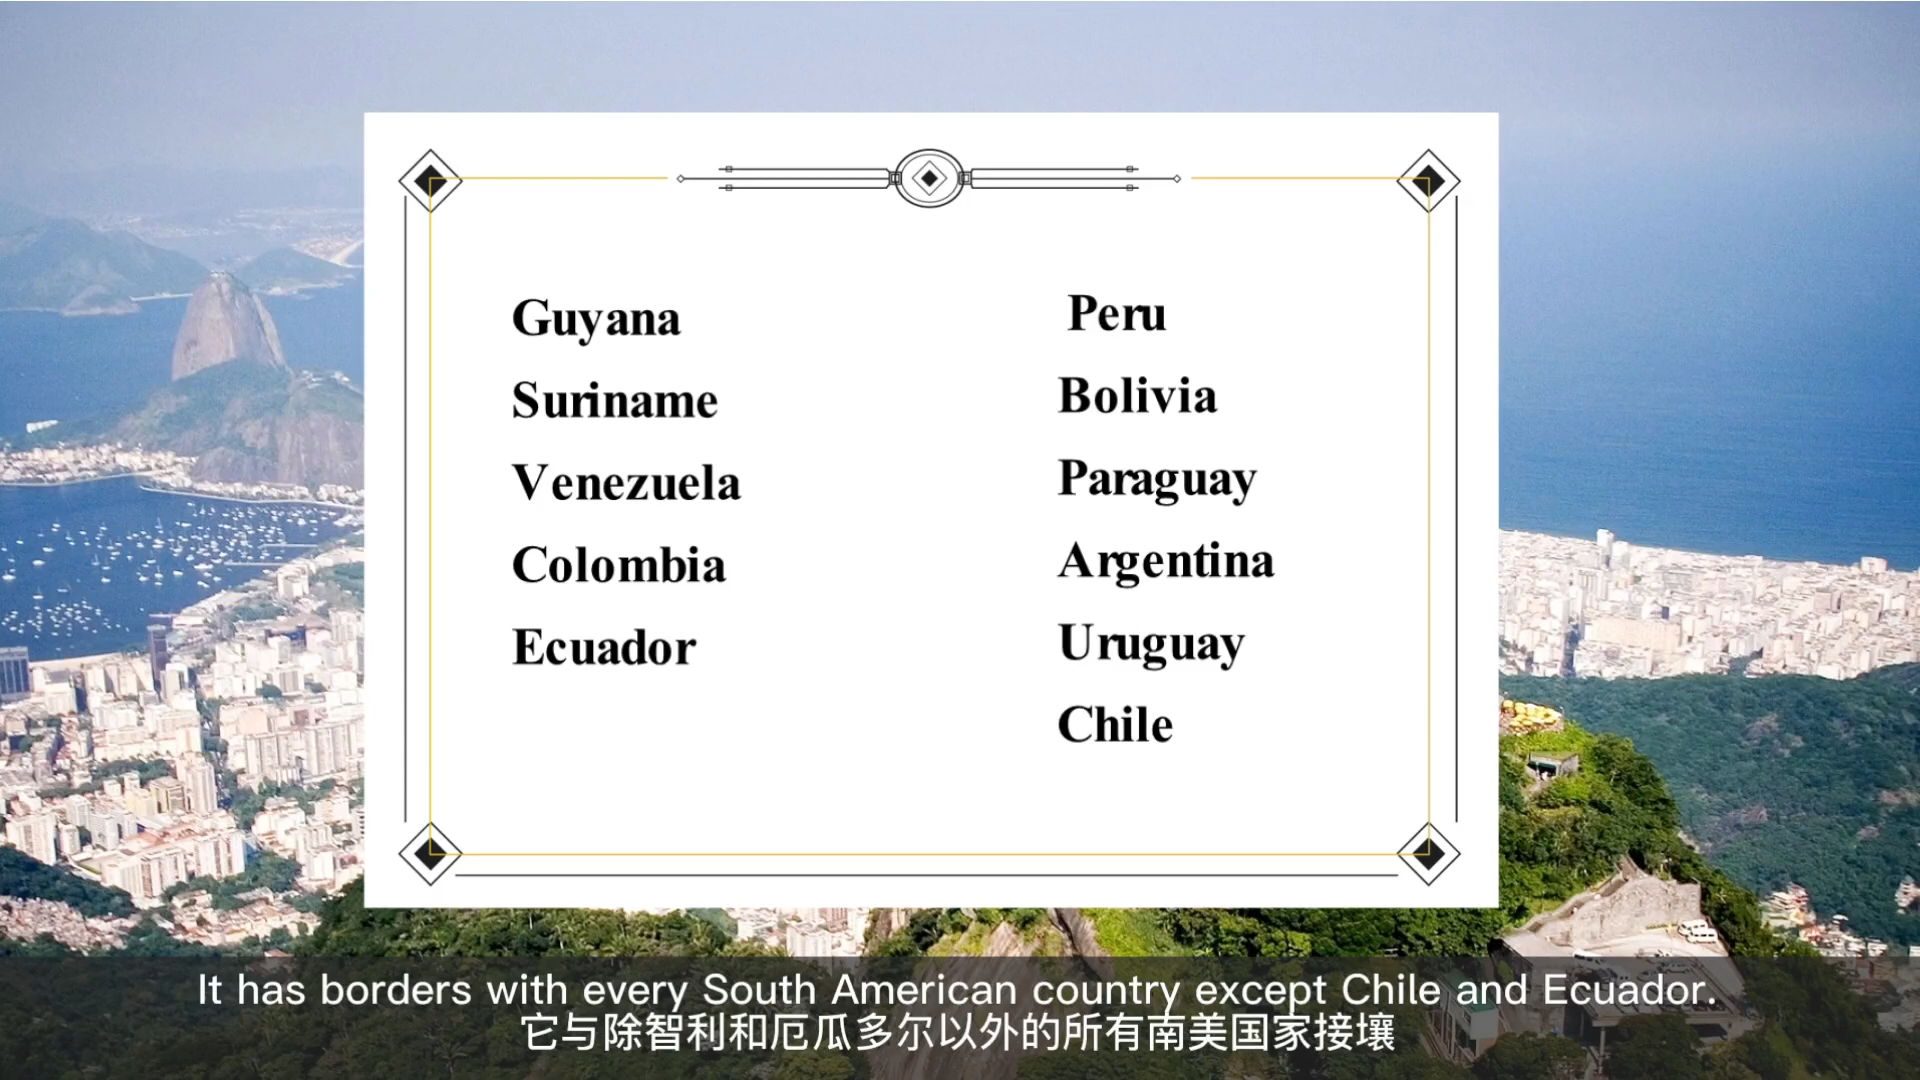 Guyana
Suriname
Venezuela
Colombia
Ecuador
Peru
Bolivia
Paraguay
Argentina
Uruguay
Chile
It has borders with every South American country except Chile and Ecuador.
它与除智利和厄瓜多尔以外的所有南美国家接壤